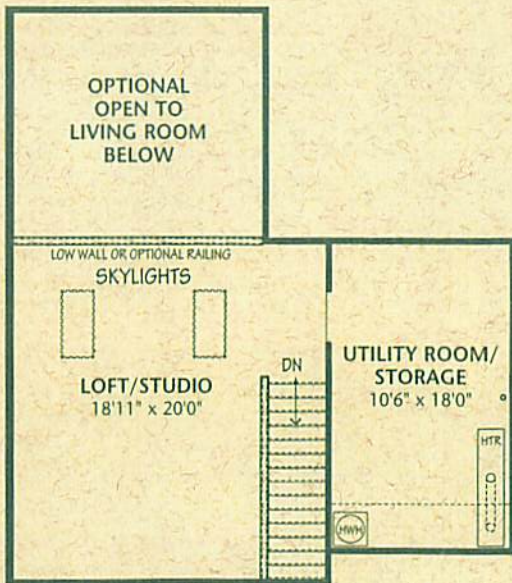 OPTIONAL
OPEN TO
LIVING ROOM
BELOW
LOW WALL OR OPTIONAL RAILING
SKYLIGHTS
LOFT/STUDIO
18'11" x 20'0"
DN
UTILITY ROOM/
STORAGE
10'6" x 18'0"
HTR
HWH